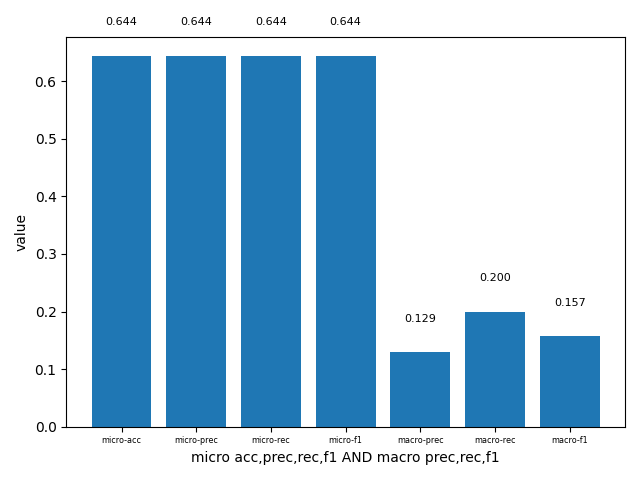 0.644 0.644 0.644 0.644
0.6
0.5
0.4
0.3
0.200
0.157
0.2
0.129
0.1
0.0
value
micro-acc micro-prec micro-rec micro-f1 macro-prec macro-rec macro-f1
micro acc,prec,rec,f1 AND macro prec,rec,f1